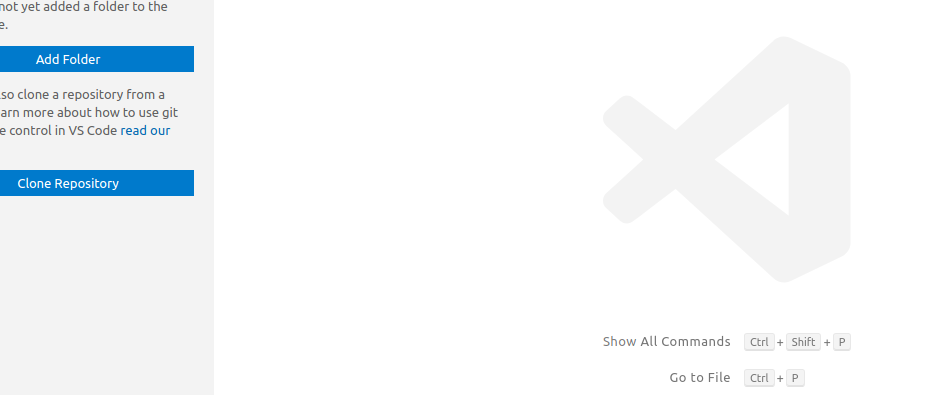 not yet added a folder to the
e.
Add Folder
lso clone a repository from a
arn more about how to use git
e control in VS Code read our
Clone Repository
Show All Commands Ctrl + Shift + P
Go to File Ctrl + P